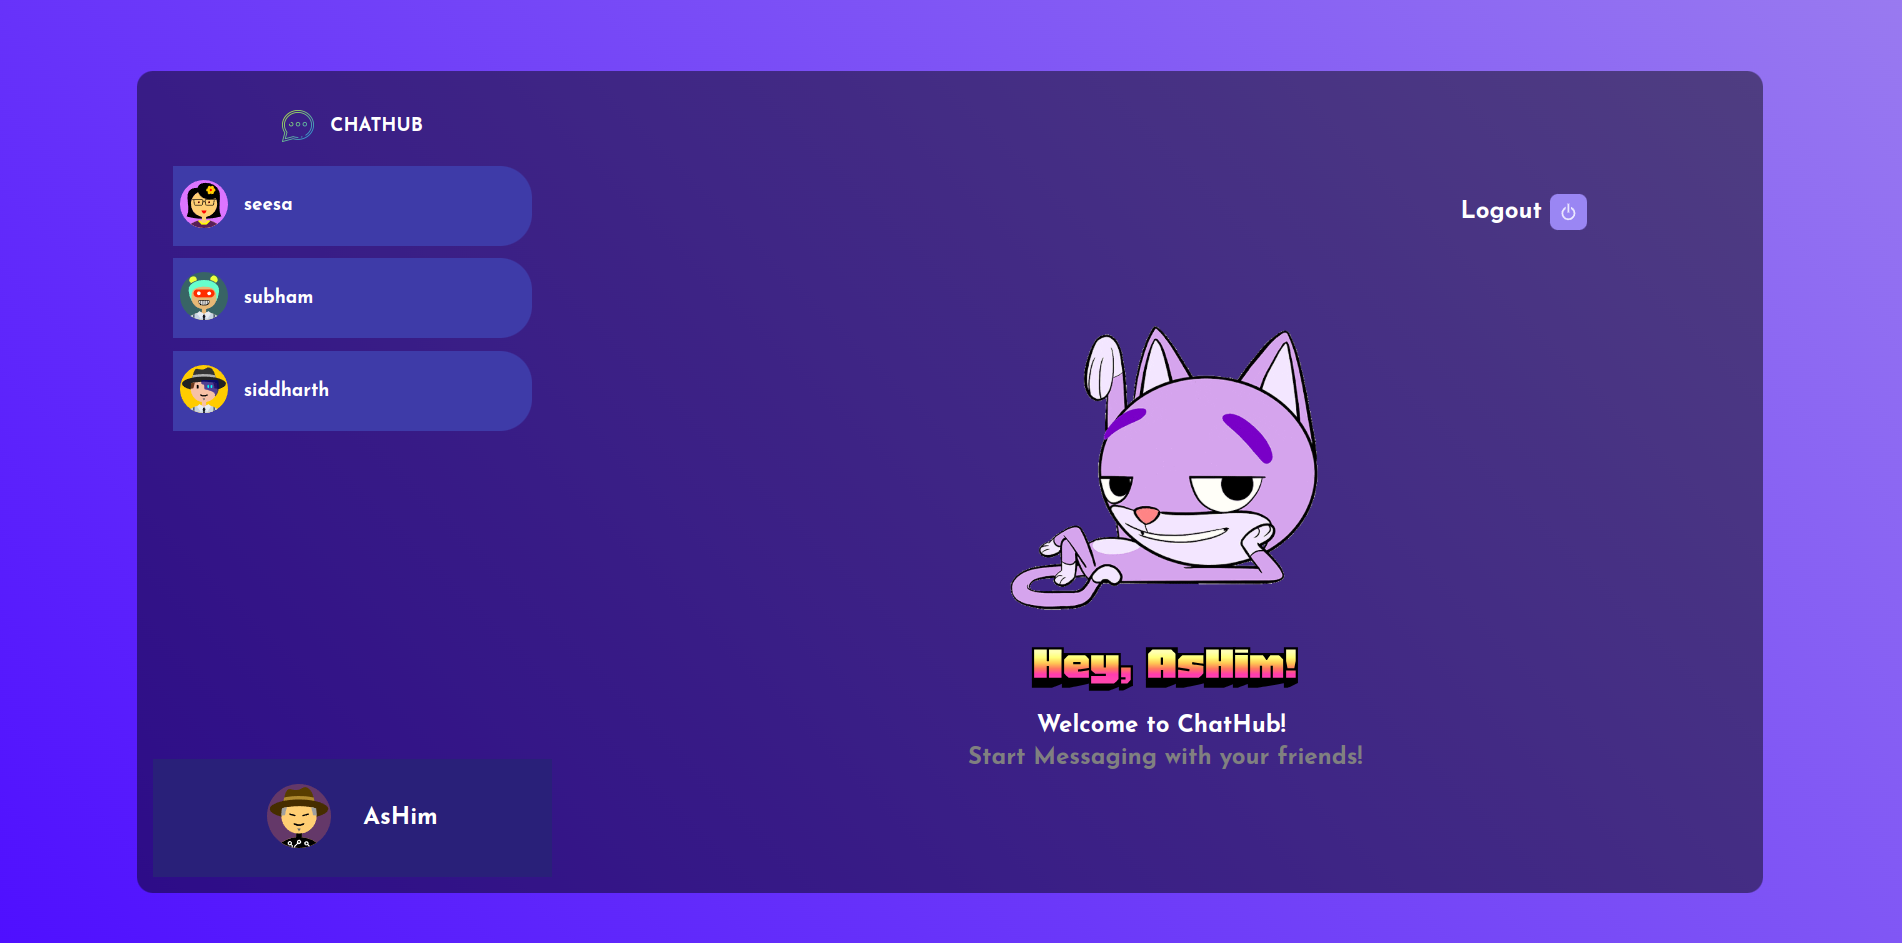 CHATHUB
seesa
subham
siddharth
AsHim
Logout
Hey, AsHim!
Welcome to ChatHub!
Start Messaging with your friends!